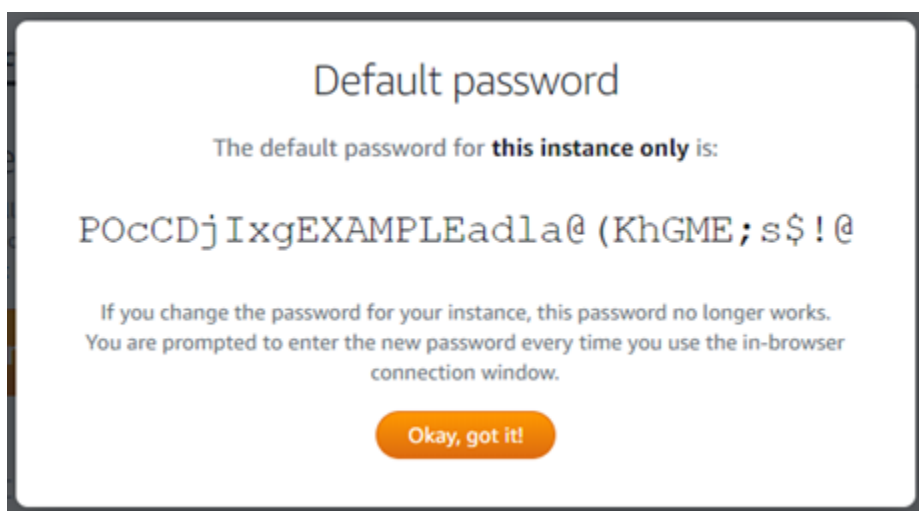 Default password
The default password for this instance only is:
POcCDjIxgEXAMPLEadla@(KhGME;s$!@
If you change the password for your instance, this password no longer works.
You are prompted to enter the new password every time you use the in-browser
connection window.
Okay, got it!